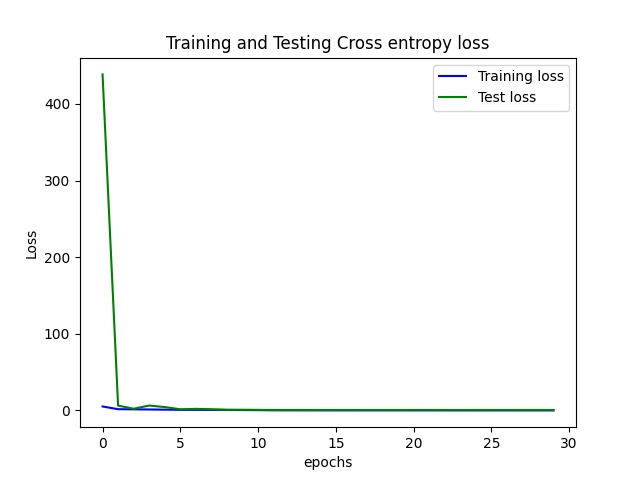 Training and Testing Cross entropy loss
Training loss
Test loss
400
300
200
100
0
Loss
0 5 10 15 20 25 30
epochs